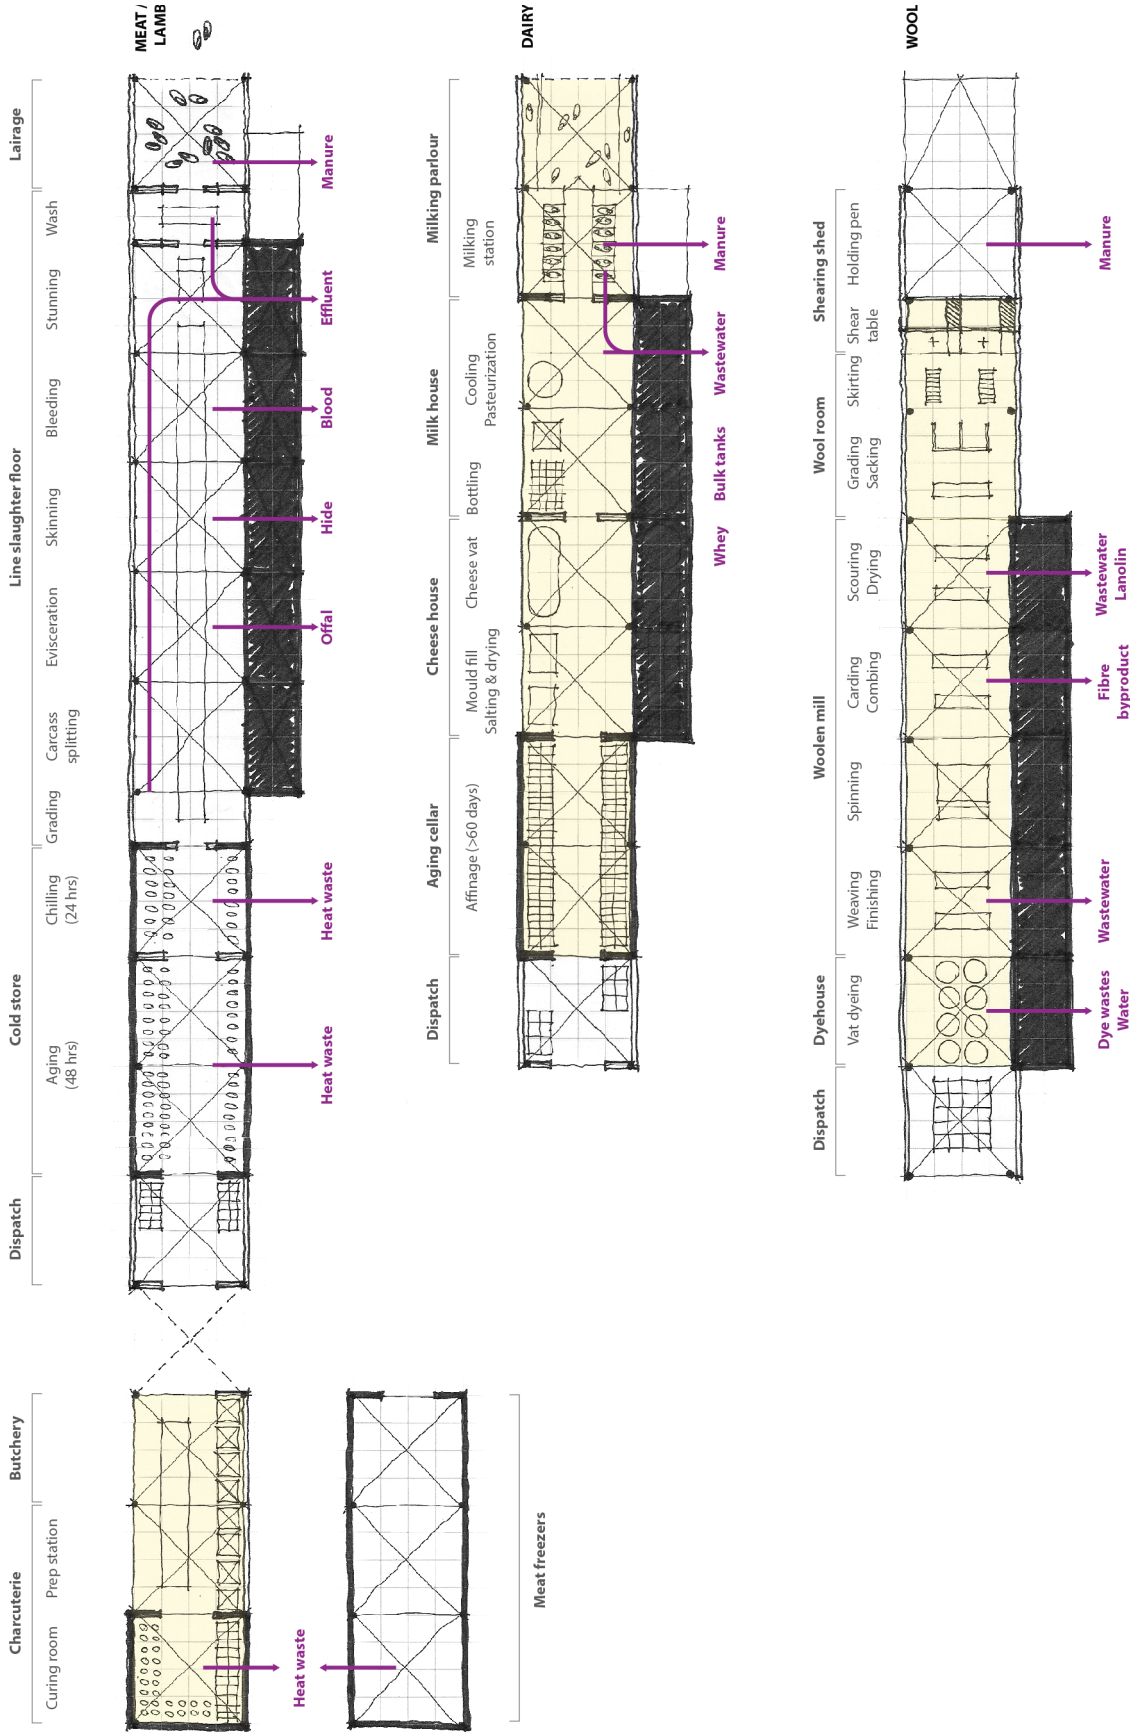 MEAT /
LAMB
Lairage
Line slaughter floor
Wash
Stunning
Bleeding
Skinning
Evisceration
Carcass
splitting
Grading
Cold store
Chilling
(24 hrs)
Aging
(48 hrs)
Dispatch
Butchery
Charcuterie
Prep station
Curing room
Manure
Effluent
Blood
Hide
Offal
Heat waste
Heat waste
Heat waste
Meat freezers
DAIRY
Milking parlour
Milking
station
Milk house
Cooling
Pasteurization
Bottling
Cheese house
Cheese vat
Mould fill
Salting & drying
Aging cellar
Affinage (>60 days)
Dispatch
Manure
Wastewater
Bulk tanks
Whey
WOOL
Shearing shed
Holding pen
Shear
table
Wool room
Skirting
Grading
Sacking
Woolen mill
Scouring
Drying
Carding
Combing
Spinning
Weaving
Finishing
Dyehouse
Vat dyeing
Dispatch
Manure
Wastewater
Lanolin
Fibre
byproduct
Wastewater
Dye wastes
Water